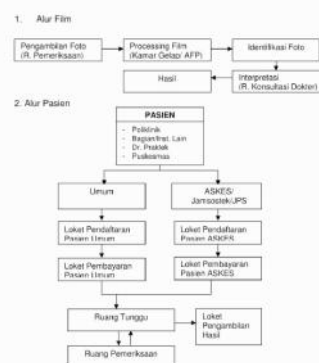 1. Alur Film
Pengambilan Foto
(R. Pemeriksaan)
Processing Film
(Kamar Gelap/ AFP)
Identifikasi Foto
Interpretasi
(R. Konsultasi Dokter)
Hasil
2. Alur Pasien
PASIEN
- Poliklinik
- Bagian/Inst. Lain
- Dr. Praktek
- Puskesmas
Umum
ASKES/
Jamsostek/JPS
Loket Pendaftaran
Pasien Umum
Loket Pendaftaran
Pasien ASKES
Loket Pembayaran
Pasien Umum
Loket Pembayaran
Pasien ASKES
Ruang Tunggu
Loket
Pengambilan
Hasil
Ruang Pemeriksaan